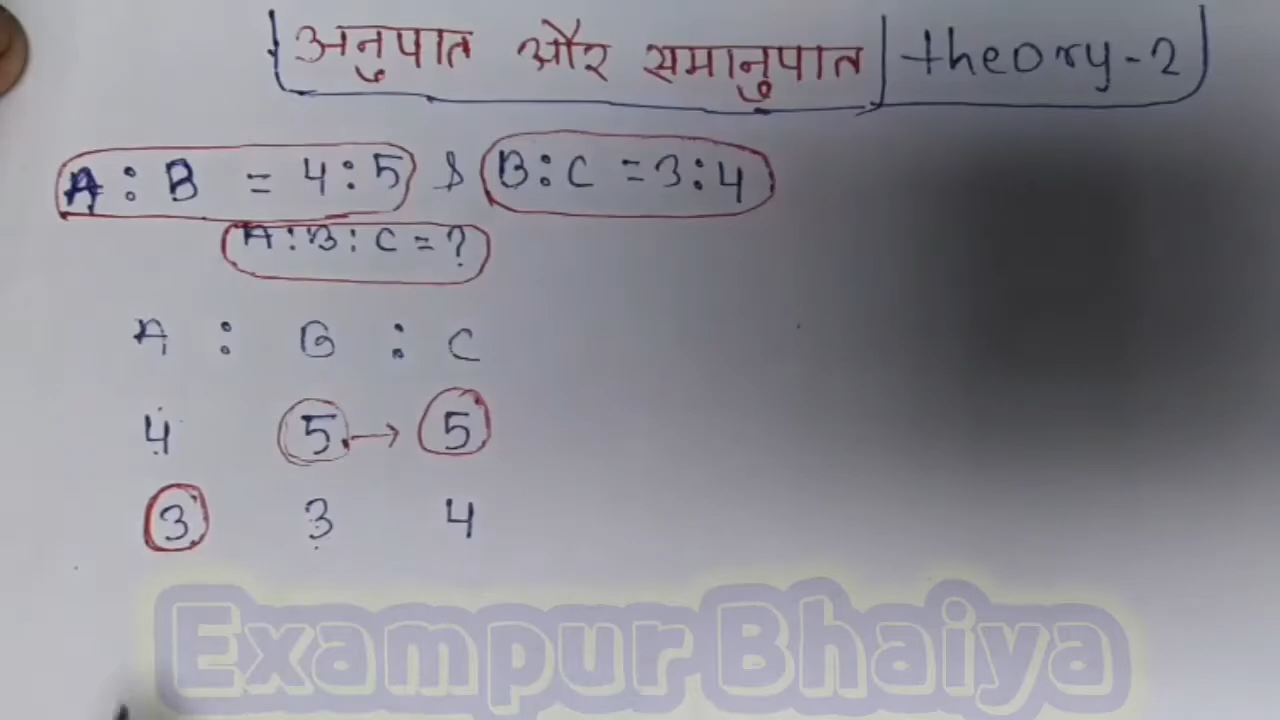 अनुपात और समानुपात | theory-2
A : B = 4:5 & B:C = 3:4
A:B:C = ?
A : B : C
4 5 → 5
3 3 4
Exampur Bhaiya